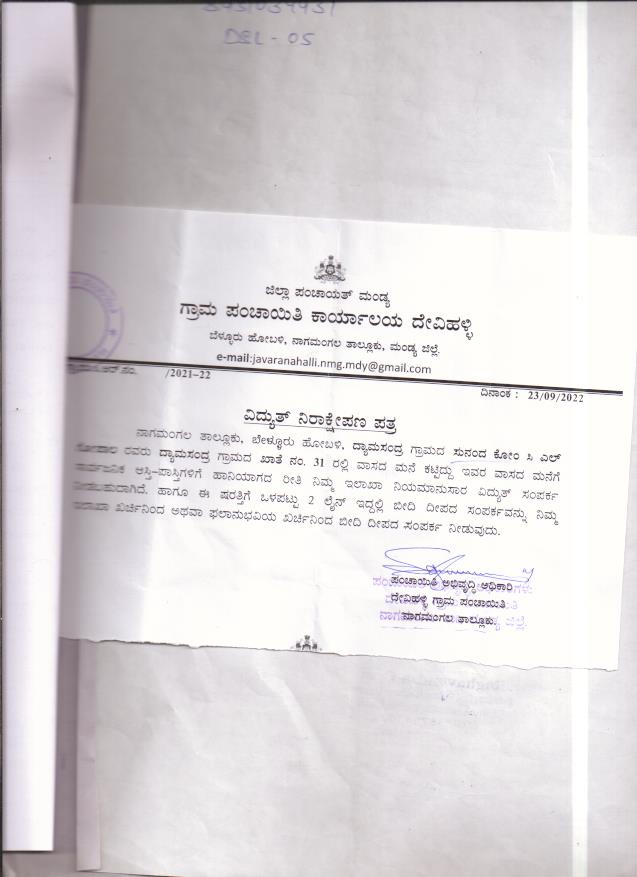 DEL - 05
ಜಿಲ್ಲಾ ಪಂಚಾಯತ್ ಮಂಡ್ಯ
ಗ್ರಾಮ ಪಂಚಾಯಿತಿ ಕಾರ್ಯಾಲಯ ದೇವಿಹಳ್ಳಿ
ಬೆಳ್ಳೂರು ಹೋಬಳಿ, ನಾಗಮಂಗಲ ತಾಲ್ಲೂಕು, ಮಂಡ್ಯ ಜಿಲ್ಲೆ.
e-mail:javaranahalli.nmg.mdy@gmail.com
/2021–22
ದಿನಾಂಕ : 23/09/2022
ವಿದ್ಯುತ್ ನಿರಾಕ್ಷೇಪಣ ಪತ್ರ
ನಾಗಮಂಗಲ ತಾಲ್ಲೂಕು, ಬೇಳ್ಳೂರು ಹೋಬಳಿ, ದ್ಯಾಮಸಂದ್ರ ಗ್ರಾಮದ ಸುನಂದ ಕೋಂ ಸಿ ಎಲ್
ಗೋಪಾಲ ರವರು ದ್ಯಾಮಸಂದ್ರ ಗ್ರಾಮದ ಖಾತೆ ನಂ. 31 ರಲ್ಲಿ ವಾಸದ ಮನೆ ಕಟ್ಟಿದ್ದು ಇವರ ವಾಸದ ಮನೆಗೆ
ಸಾರ್ವಜನಿಕ ಆಸ್ತಿ–ಪಾಸ್ತಿಗಳಿಗೆ ಹಾನಿಯಾಗದ ರೀತಿ ನಿಮ್ಮ ಇಲಾಖಾ ನಿಯಮಾನುಸಾರ ವಿದ್ಯುತ್ ಸಂಪರ್ಕ
ನೀಡಬಹುದಾಗಿದೆ. ಹಾಗೂ ಈ ಷರತ್ತಿಗೆ ಒಳಪಟ್ಟು 2 ಲೈನ್ ಇದ್ದಲ್ಲಿ ಬೀದಿ ದೀಪದ ಸಂಪರ್ಕವನ್ನು ನಿಮ್ಮ
ಇಲಾಖಾ ಖರ್ಚಿನಿಂದ ಅಥವಾ ಫಲಾನುಭವಿಯ ಖರ್ಚಿನಿಂದ ಬೀದಿ ದೀಪದ ಸಂಪರ್ಕ ನೀಡುವುದು.
ಪಂಚಾಯಿತಿ ಅಭಿವೃದ್ಧಿ ಅಧಿಕಾರಿ
ದೇವಿಹಳ್ಳಿ ಗ್ರಾಮ ಪಂಚಾಯಿತಿ
ನಾಗಮಂಗಲ ತಾಲ್ಲೂಕು